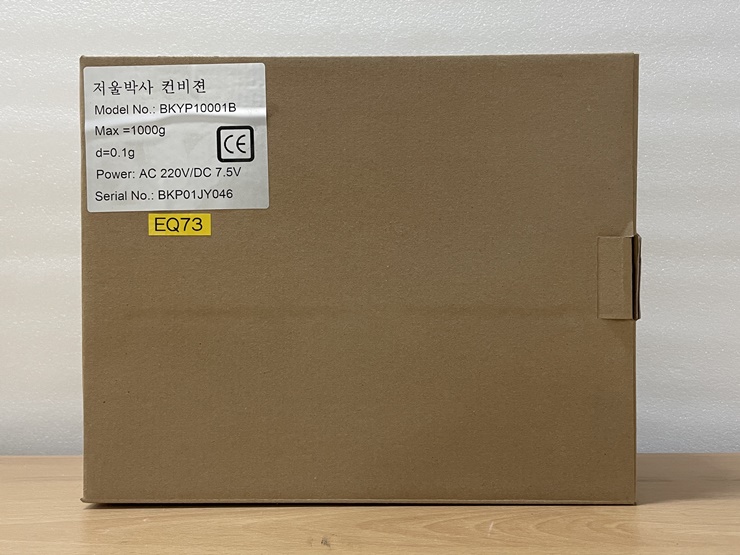 저울박사 컨비젼
Model No.: BKYP10001B
Max =1000g
d=0.1g
CE
Power: AC 220V/DC 7.5V
Serial No.: BKP01JY046
EQ73